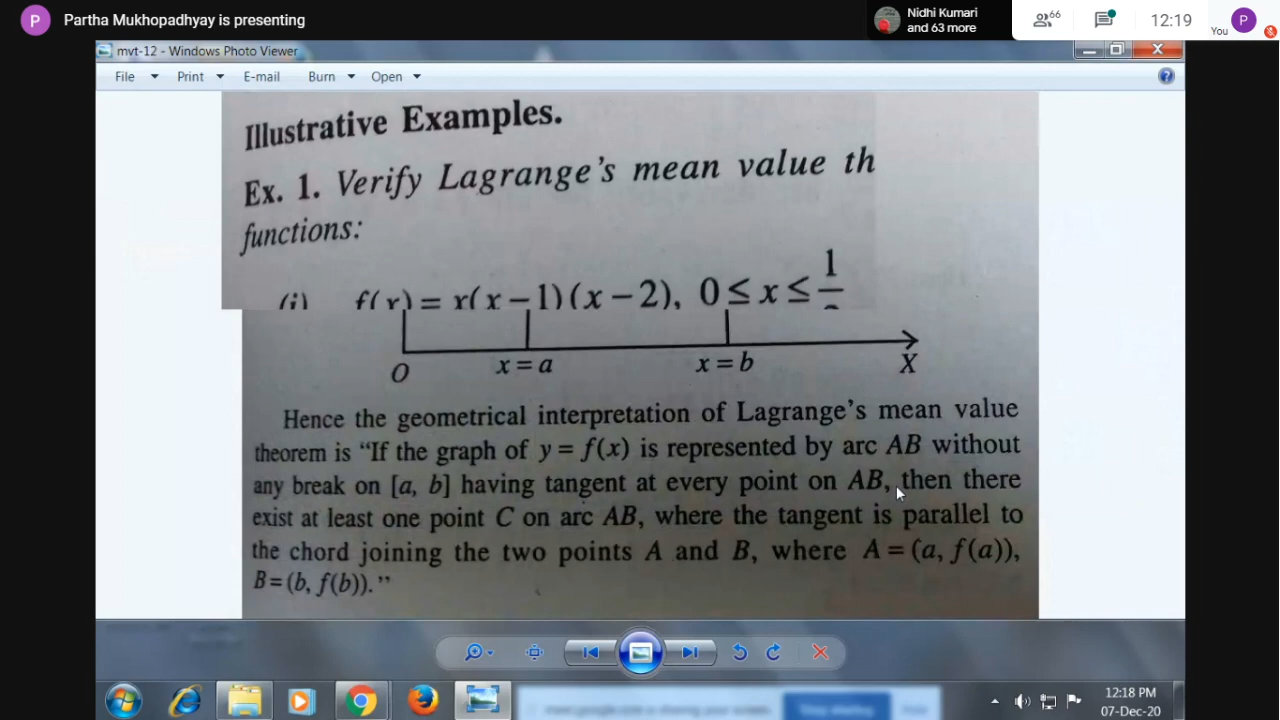 P Partha Mukhopadhyay is presenting
Nidhi Kumari
and 63 more
66
12:19
You P
mvt-12 - Windows Photo Viewer
File Print E-mail Burn Open
Illustrative Examples.
Ex. 1. Verify Lagrange's mean value th
functions:
(i) f(x) = x(x−1)(x−2), 0 ≤ x ≤ 1
O x = a x = b X
Hence the geometrical interpretation of Lagrange's mean value
theorem is “If the graph of y = f(x) is represented by arc AB without
any break on [a, b] having tangent at every point on AB, then there
exist at least one point C on arc AB, where the tangent is parallel to
the chord joining the two points A and B, where A = (a, f(a)),
B = (b, f(b)).”
12:18 PM
07-Dec-20